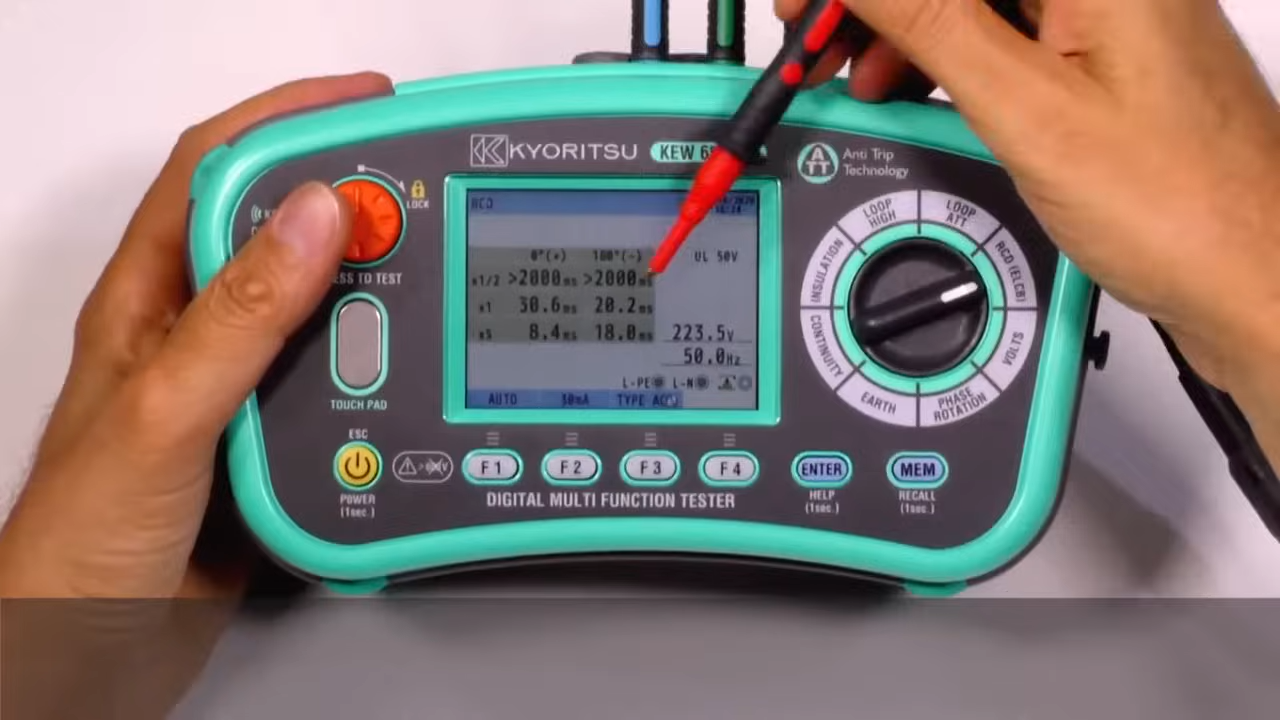 KYORITSU
KEW
ATT
Anti Trip
Technology
LOCK
RCD
0°(+) 180°(-)
UL 50V
x1/2 >2000ms >2000ms
x1 30.6ms 20.2ms
x5 8.4ms 18.0ms
223.5V
50.0Hz
L-PE L-N
AUTO 30mA TYPE AC
TO TEST
TOUCH PAD
LOOP HIGH
LOOP ATT
RCD (ELCB)
VOLTS
PHASE ROTATION
EARTH
CONTINUITY
INSULATION
ESC
POWER
(1sec.)
F1 F2 F3 F4
ENTER
HELP
(1sec.)
MEM
RECALL
(1sec.)
DIGITAL MULTI FUNCTION TESTER